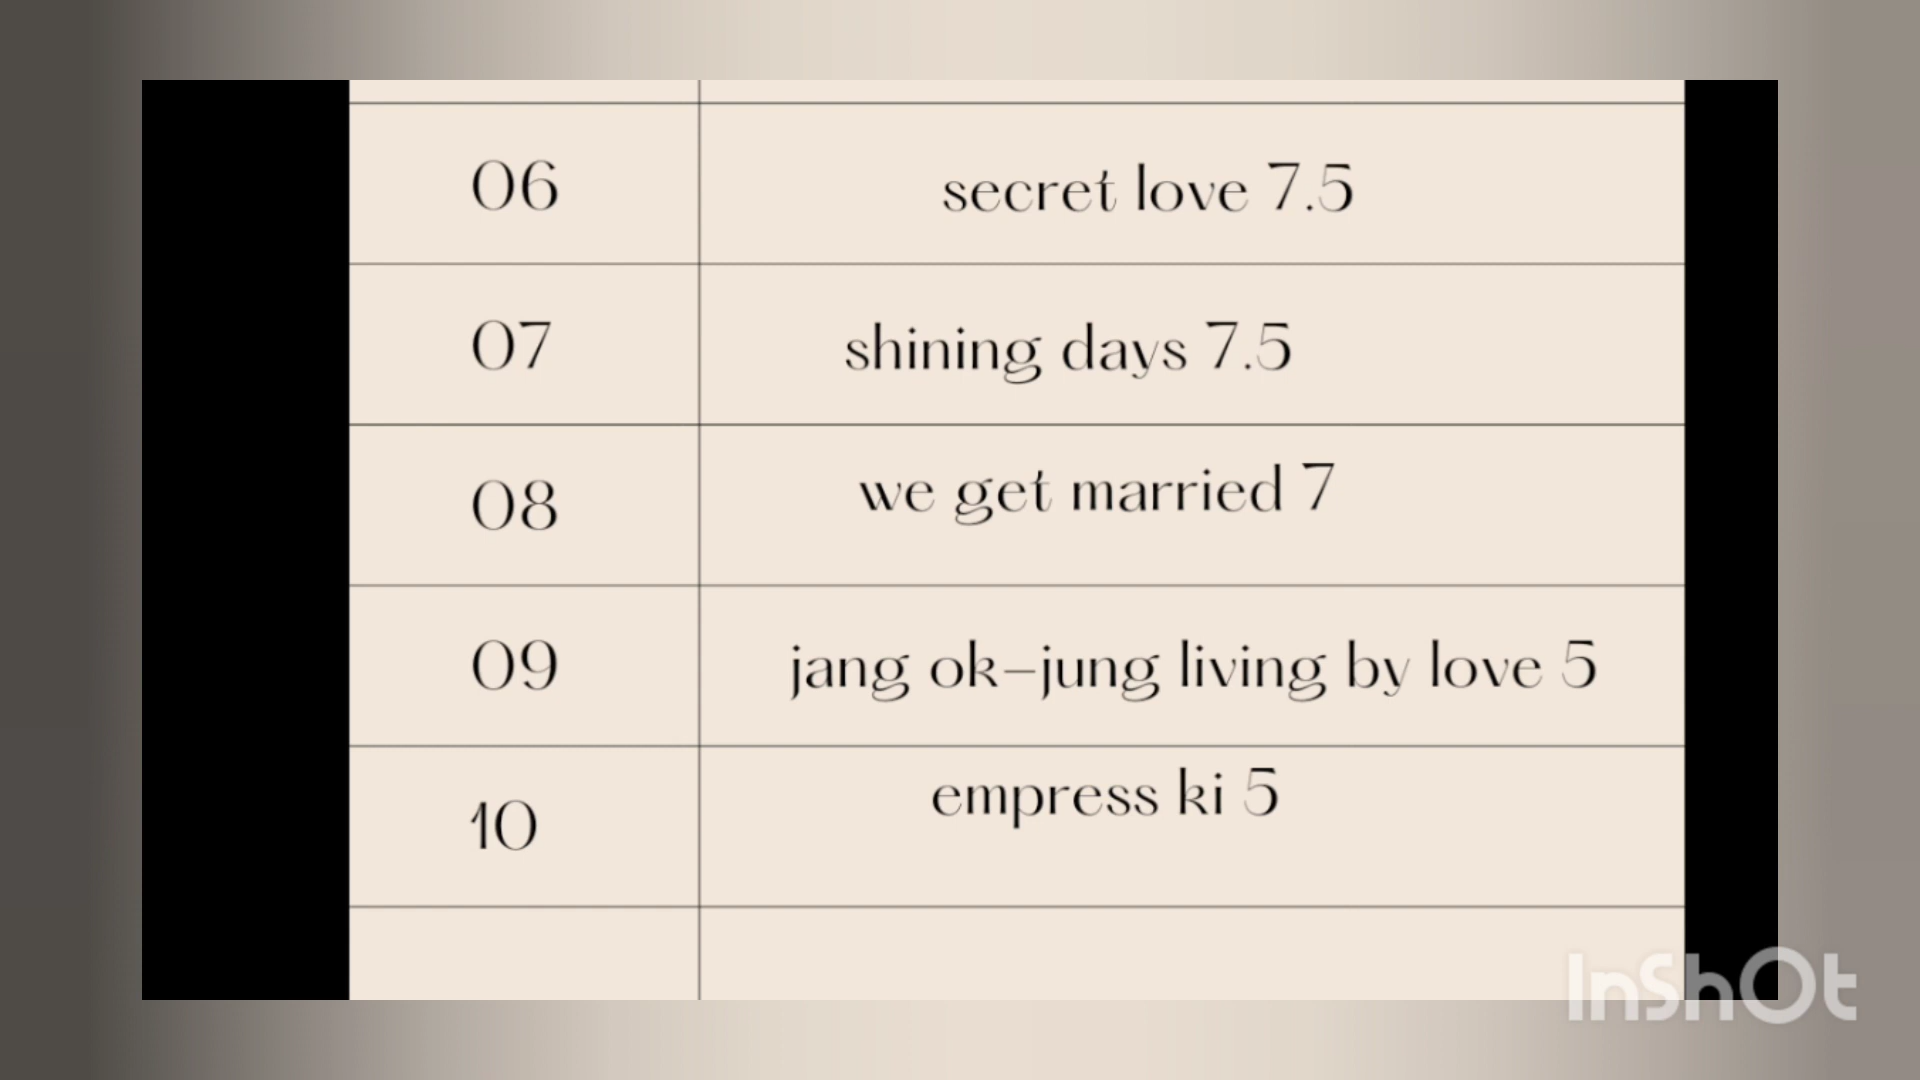 06 secret love 7.5
07 shining days 7.5
08 we get married 7
09 jang ok-jung living by love 5
10 empress ki 5
InShOt